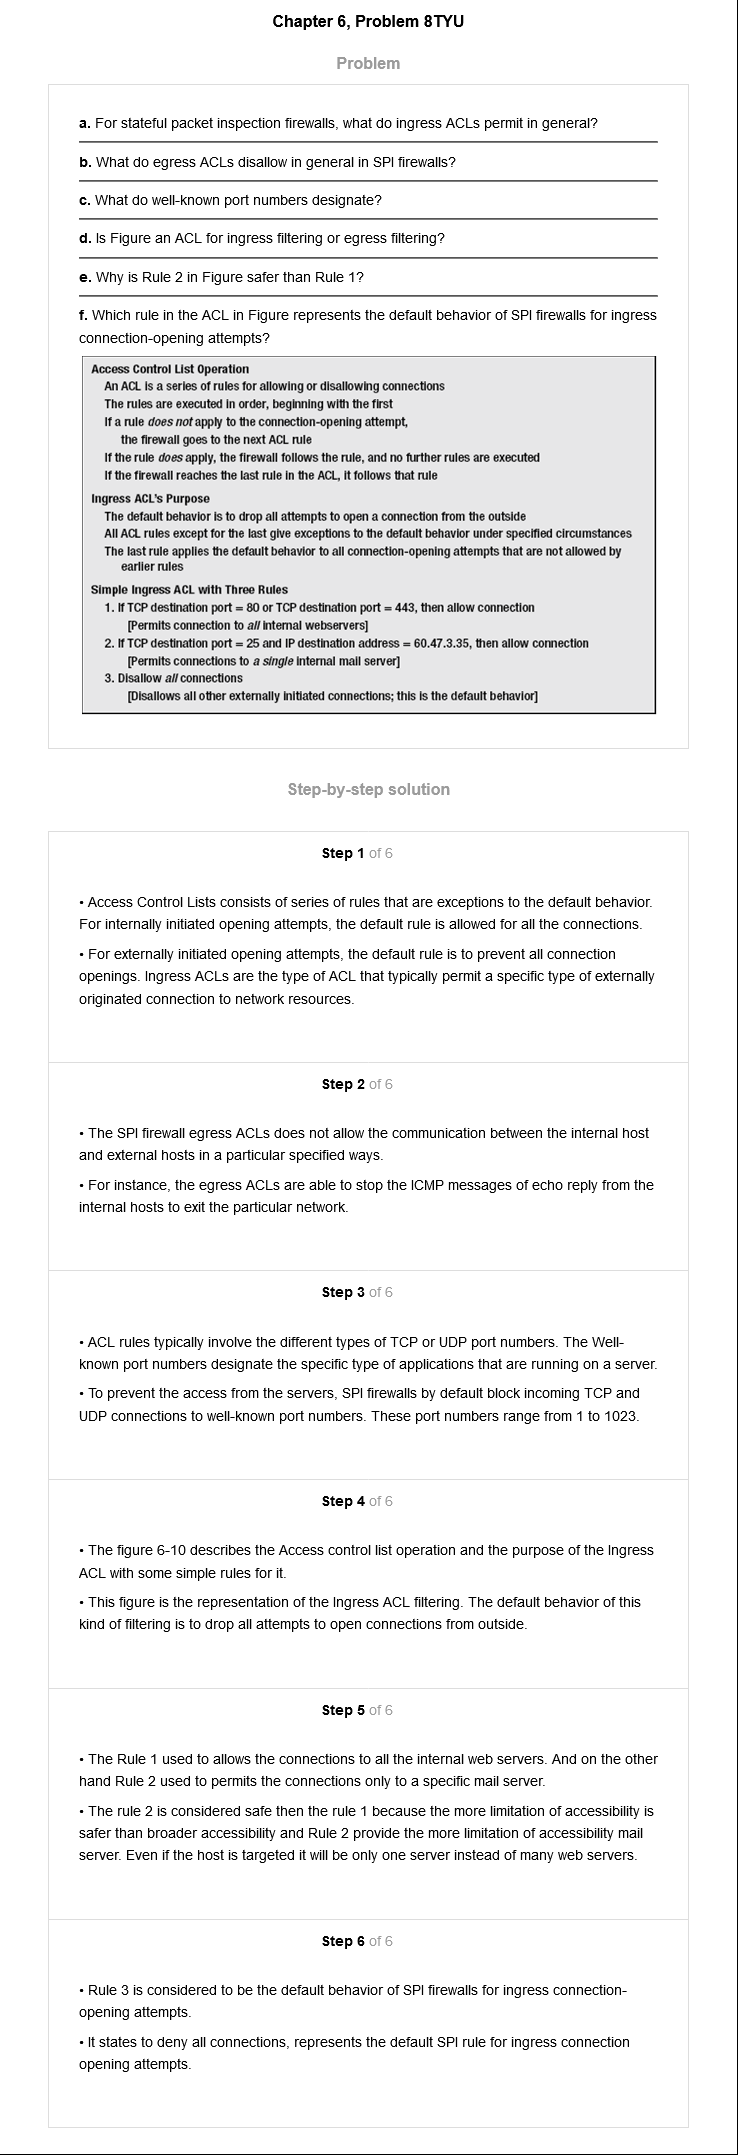 Chapter 6, Problem 8TYU
Problem
a. For stateful packet inspection firewalls, what do ingress ACLs permit in general?
b. What do egress ACLs disallow in general in SPI firewalls?
c. What do well-known port numbers designate?
d. Is Figure an ACL for ingress filtering or egress filtering?
e. Why is Rule 2 in Figure safer than Rule 1?
f. Which rule in the ACL in Figure represents the default behavior of SPI firewalls for ingress
connection-opening attempts?
Access Control List Operation
An ACL is a series of rules for allowing or disallowing connections
The rules are executed in order, beginning with the first
If a rule does not apply to the connection-opening attempt,
the firewall goes to the next ACL rule
If the rule does apply, the firewall follows the rule, and no further rules are executed
If the firewall reaches the last rule in the ACL, it follows that rule
Ingress ACL's Purpose
The default behavior is to drop all attempts to open a connection from the outside
All ACL rules except for the last give exceptions to the default behavior under specified circumstances
The last rule applies the default behavior to all connection-opening attempts that are not allowed by
earlier rules
Simple Ingress ACL with Three Rules
1. If TCP destination port = 80 or TCP destination port = 443, then allow connection
[Permits connection to all internal webservers]
2. If TCP destination port = 25 and IP destination address = 60.47.3.35, then allow connection
[Permits connections to a single internal mail server]
3. Disallow all connections
[Disallows all other externally initiated connections; this is the default behavior]
Step-by-step solution
Step 1 of 6
• Access Control Lists consists of series of rules that are exceptions to the default behavior.
For internally initiated opening attempts, the default rule is allowed for all the connections.
• For externally initiated opening attempts, the default rule is to prevent all connection
openings. Ingress ACLs are the type of ACL that typically permit a specific type of externally
originated connection to network resources.
Step 2 of 6
• The SPI firewall egress ACLs does not allow the communication between the internal host
and external hosts in a particular specified ways.
• For instance, the egress ACLs are able to stop the ICMP messages of echo reply from the
internal hosts to exit the particular network.
Step 3 of 6
• ACL rules typically involve the different types of TCP or UDP port numbers. The Well-
known port numbers designate the specific type of applications that are running on a server.
• To prevent the access from the servers, SPI firewalls by default block incoming TCP and
UDP connections to well-known port numbers. These port numbers range from 1 to 1023.
Step 4 of 6
• The figure 6-10 describes the Access control list operation and the purpose of the Ingress
ACL with some simple rules for it.
• This figure is the representation of the Ingress ACL filtering. The default behavior of this
kind of filtering is to drop all attempts to open connections from outside.
Step 5 of 6
• The Rule 1 used to allows the connections to all the internal web servers. And on the other
hand Rule 2 used to permits the connections only to a specific mail server.
• The rule 2 is considered safe then the rule 1 because the more limitation of accessibility is
safer than broader accessibility and Rule 2 provide the more limitation of accessibility mail
server. Even if the host is targeted it will be only one server instead of many web servers.
Step 6 of 6
• Rule 3 is considered to be the default behavior of SPI firewalls for ingress connection-
opening attempts.
• It states to deny all connections, represents the default SPI rule for ingress connection
opening attempts.